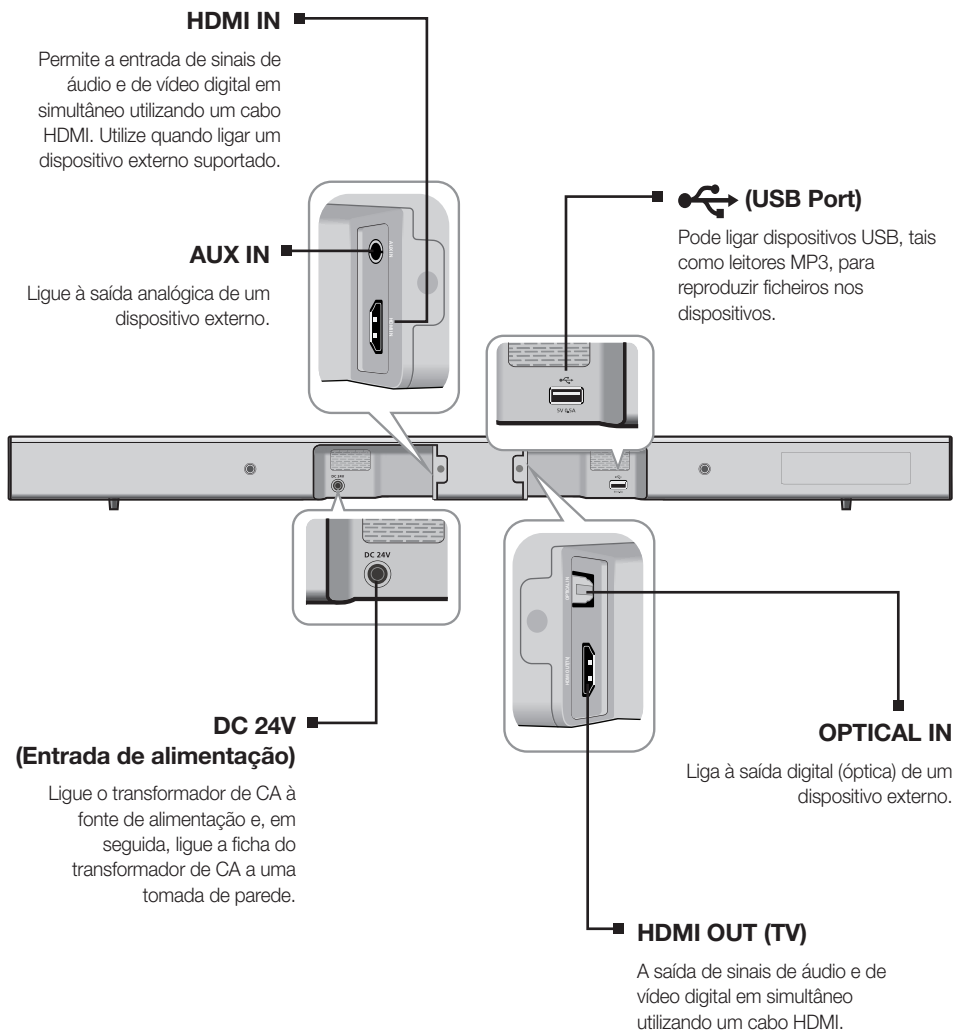 HDMI IN
Permite a entrada de sinais de
áudio e de vídeo digital em
simultâneo utilizando um cabo
HDMI. Utilize quando ligar um
dispositivo externo suportado.
AUX IN
Ligue à saída analógica de um
dispositivo externo.
(USB Port)
Pode ligar dispositivos USB, tais
como leitores MP3, para
reproduzir ficheiros nos
dispositivos.
5V 0.5A
DC 24V
DC 24V
DC 24V
(Entrada de alimentação)
Ligue o transformador de CA à
fonte de alimentação e, em
seguida, ligue a ficha do
transformador de CA a uma
tomada de parede.
OPTICAL IN
Liga à saída digital (óptica) de um
dispositivo externo.
HDMI OUT (TV)
A saída de sinais de áudio e de
vídeo digital em simultâneo
utilizando um cabo HDMI.